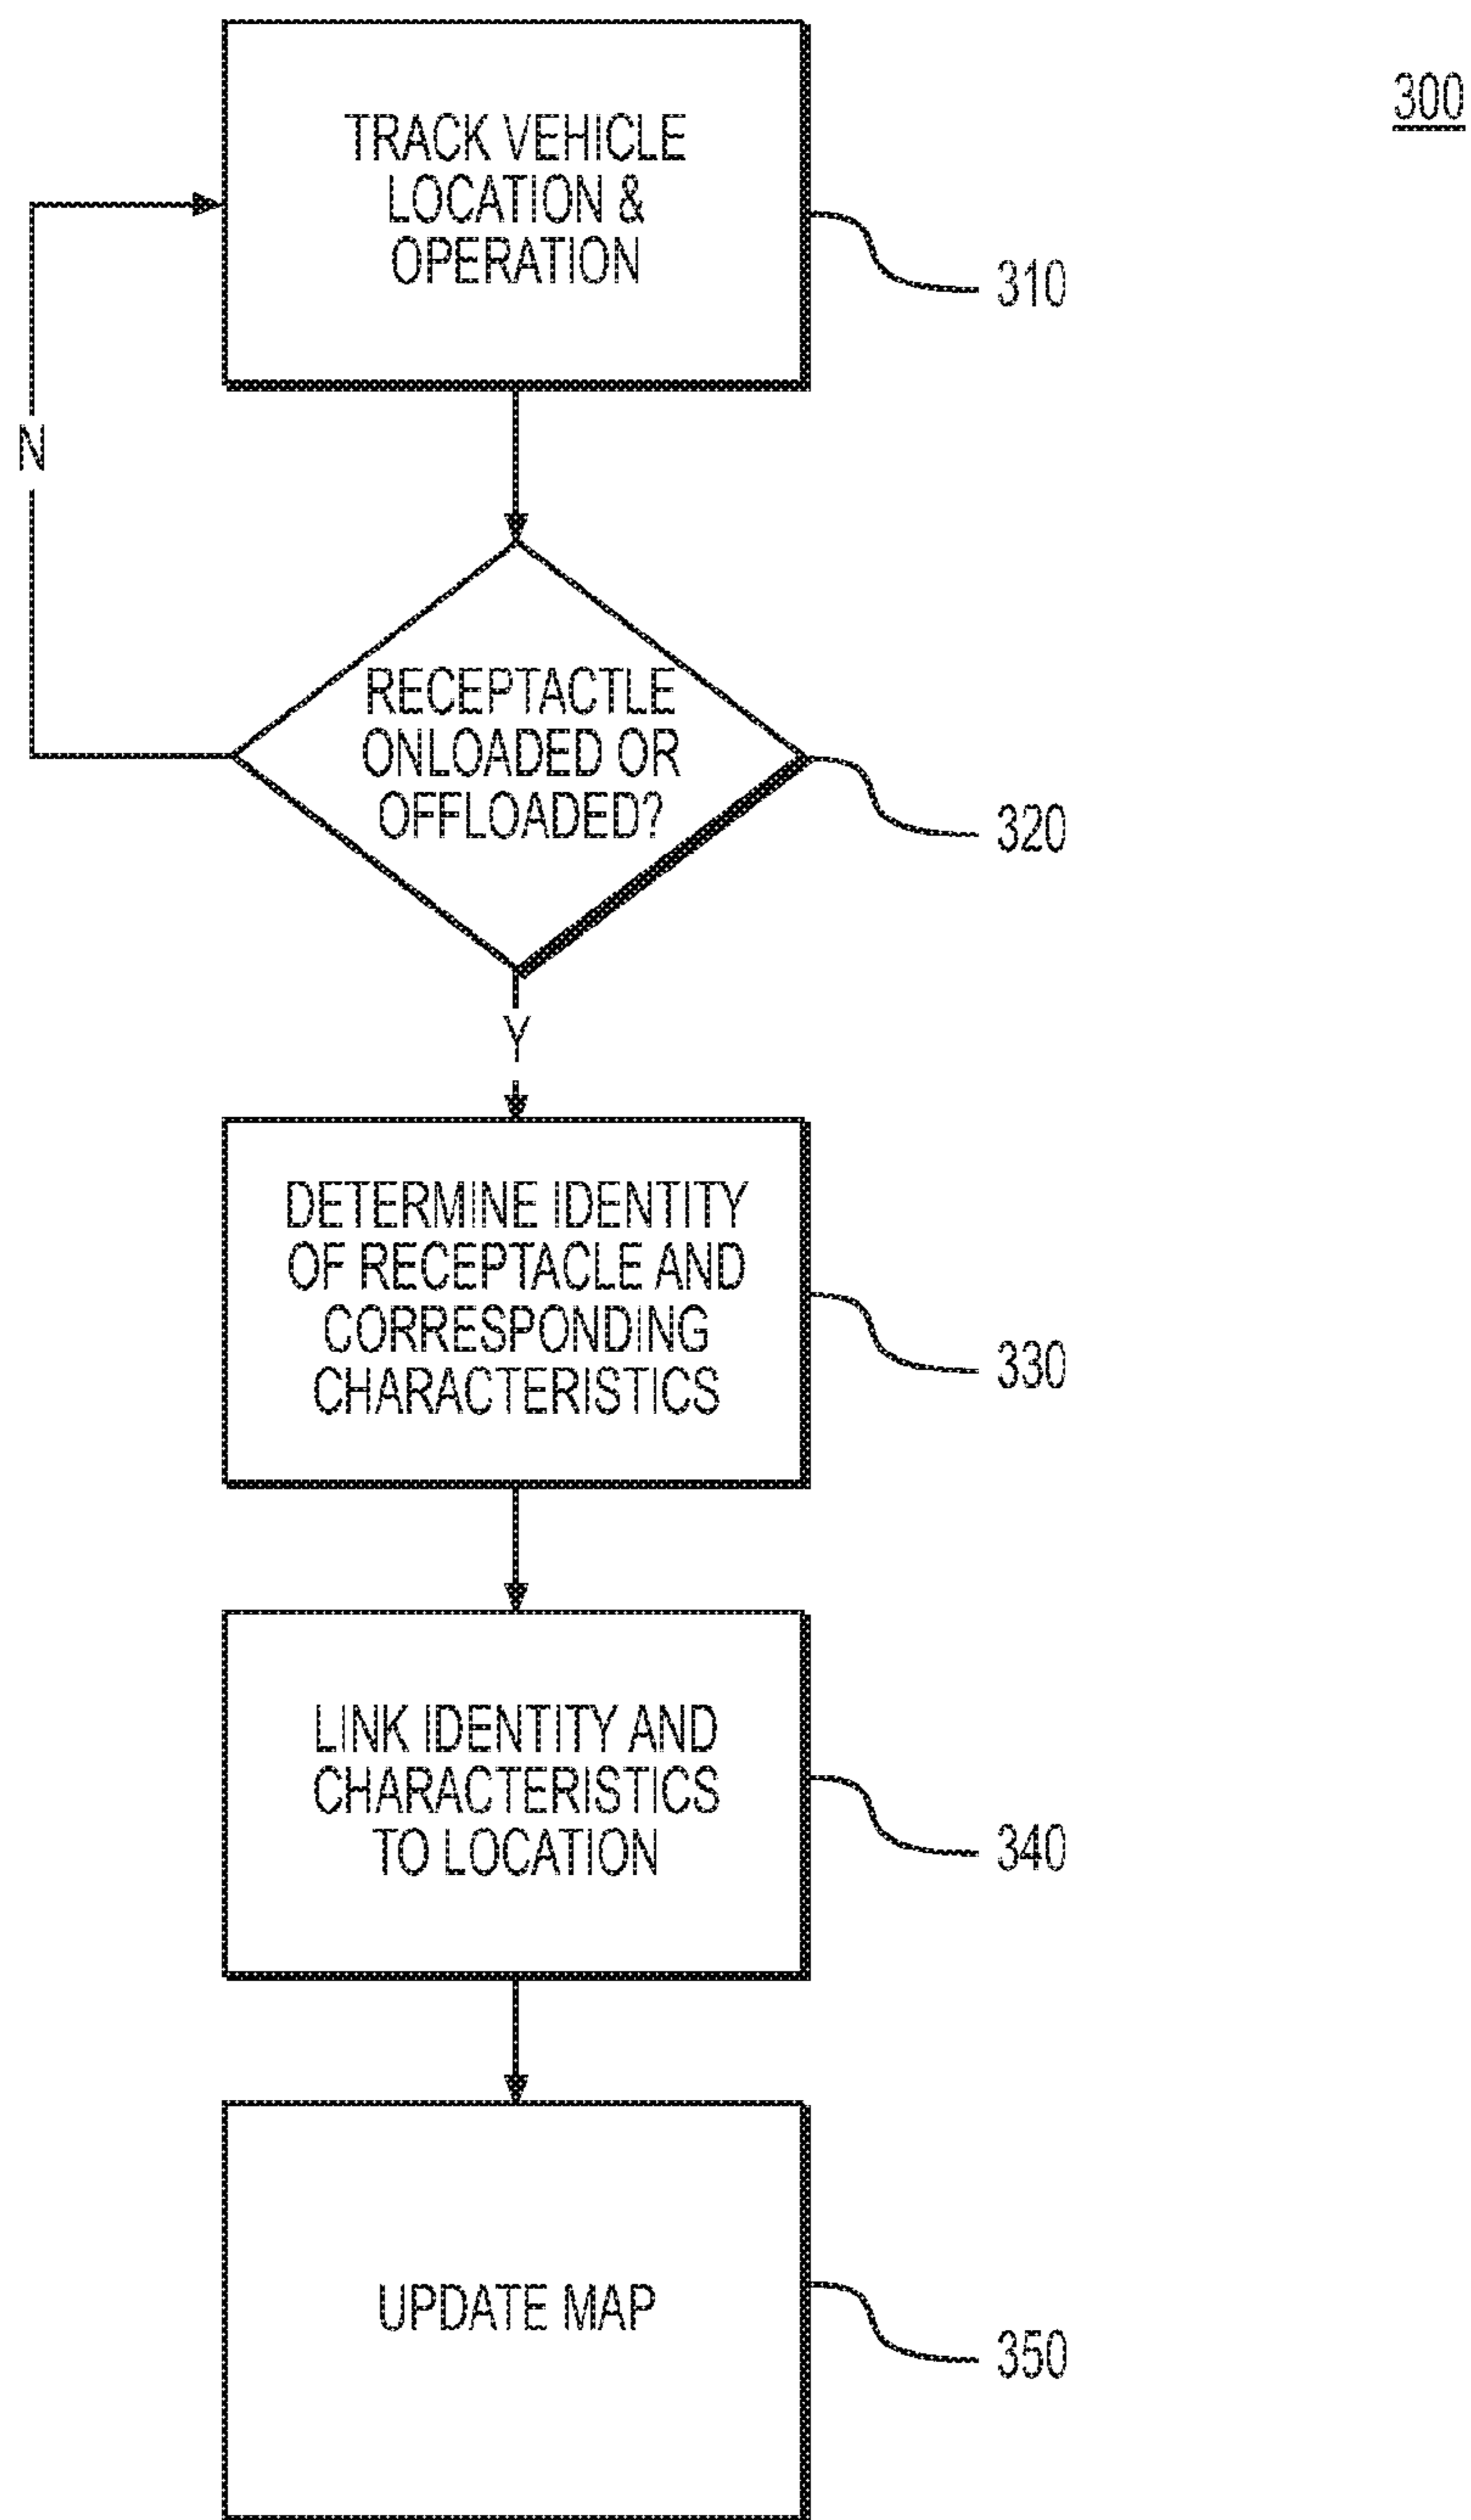 300
TRACK VEHICLE
LOCATION &
OPERATION
310
N
RECEPTACTLE
ONLOADED OR
OFFLOADED?
320
Y
DETERMINE IDENTITY
OF RECEPTACLE AND
CORRESPONDING
CHARACTERISTICS
330
LINK IDENTITY AND
CHARACTERISTICS
TO LOCATION
340
UPDATE MAP
350